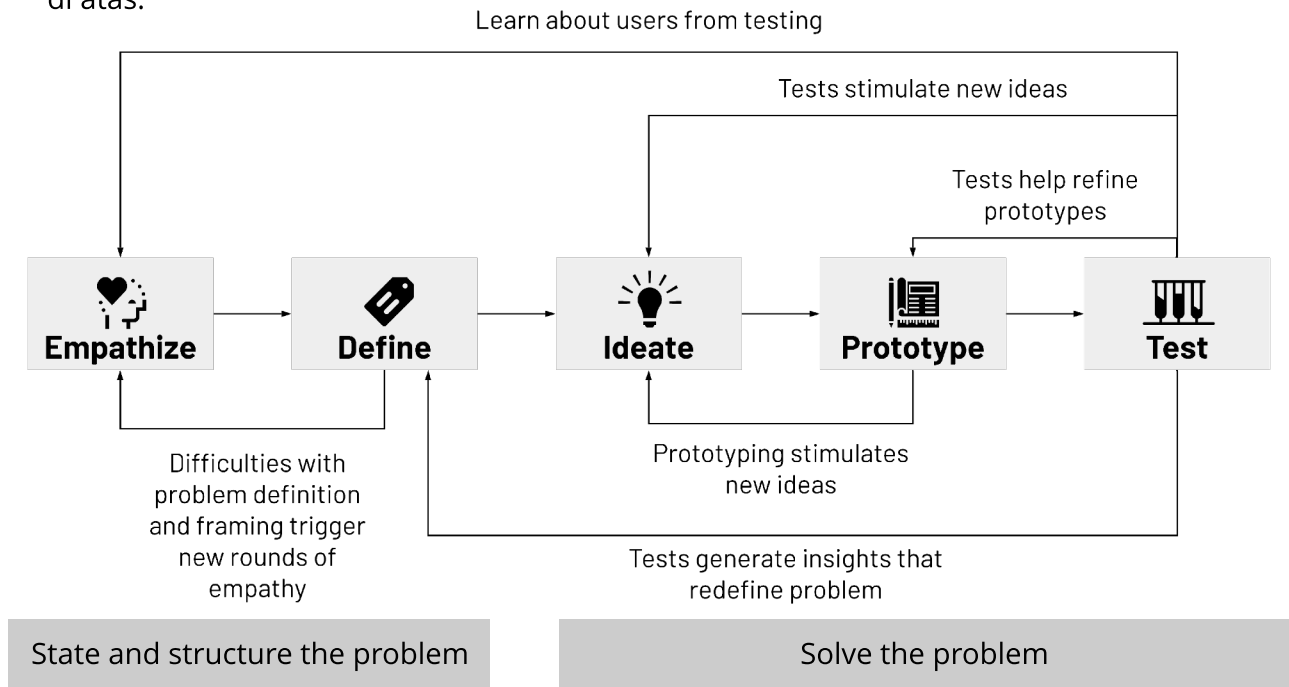 di atas.
Learn about users from testing
Tests stimulate new ideas
Tests help refine
prototypes
Empathize
Define
Ideate
Prototype
Test
Difficulties with
problem definition
and framing trigger
new rounds of
empathy
Prototyping stimulates
new ideas
Tests generate insights that
redefine problem
State and structure the problem
Solve the problem